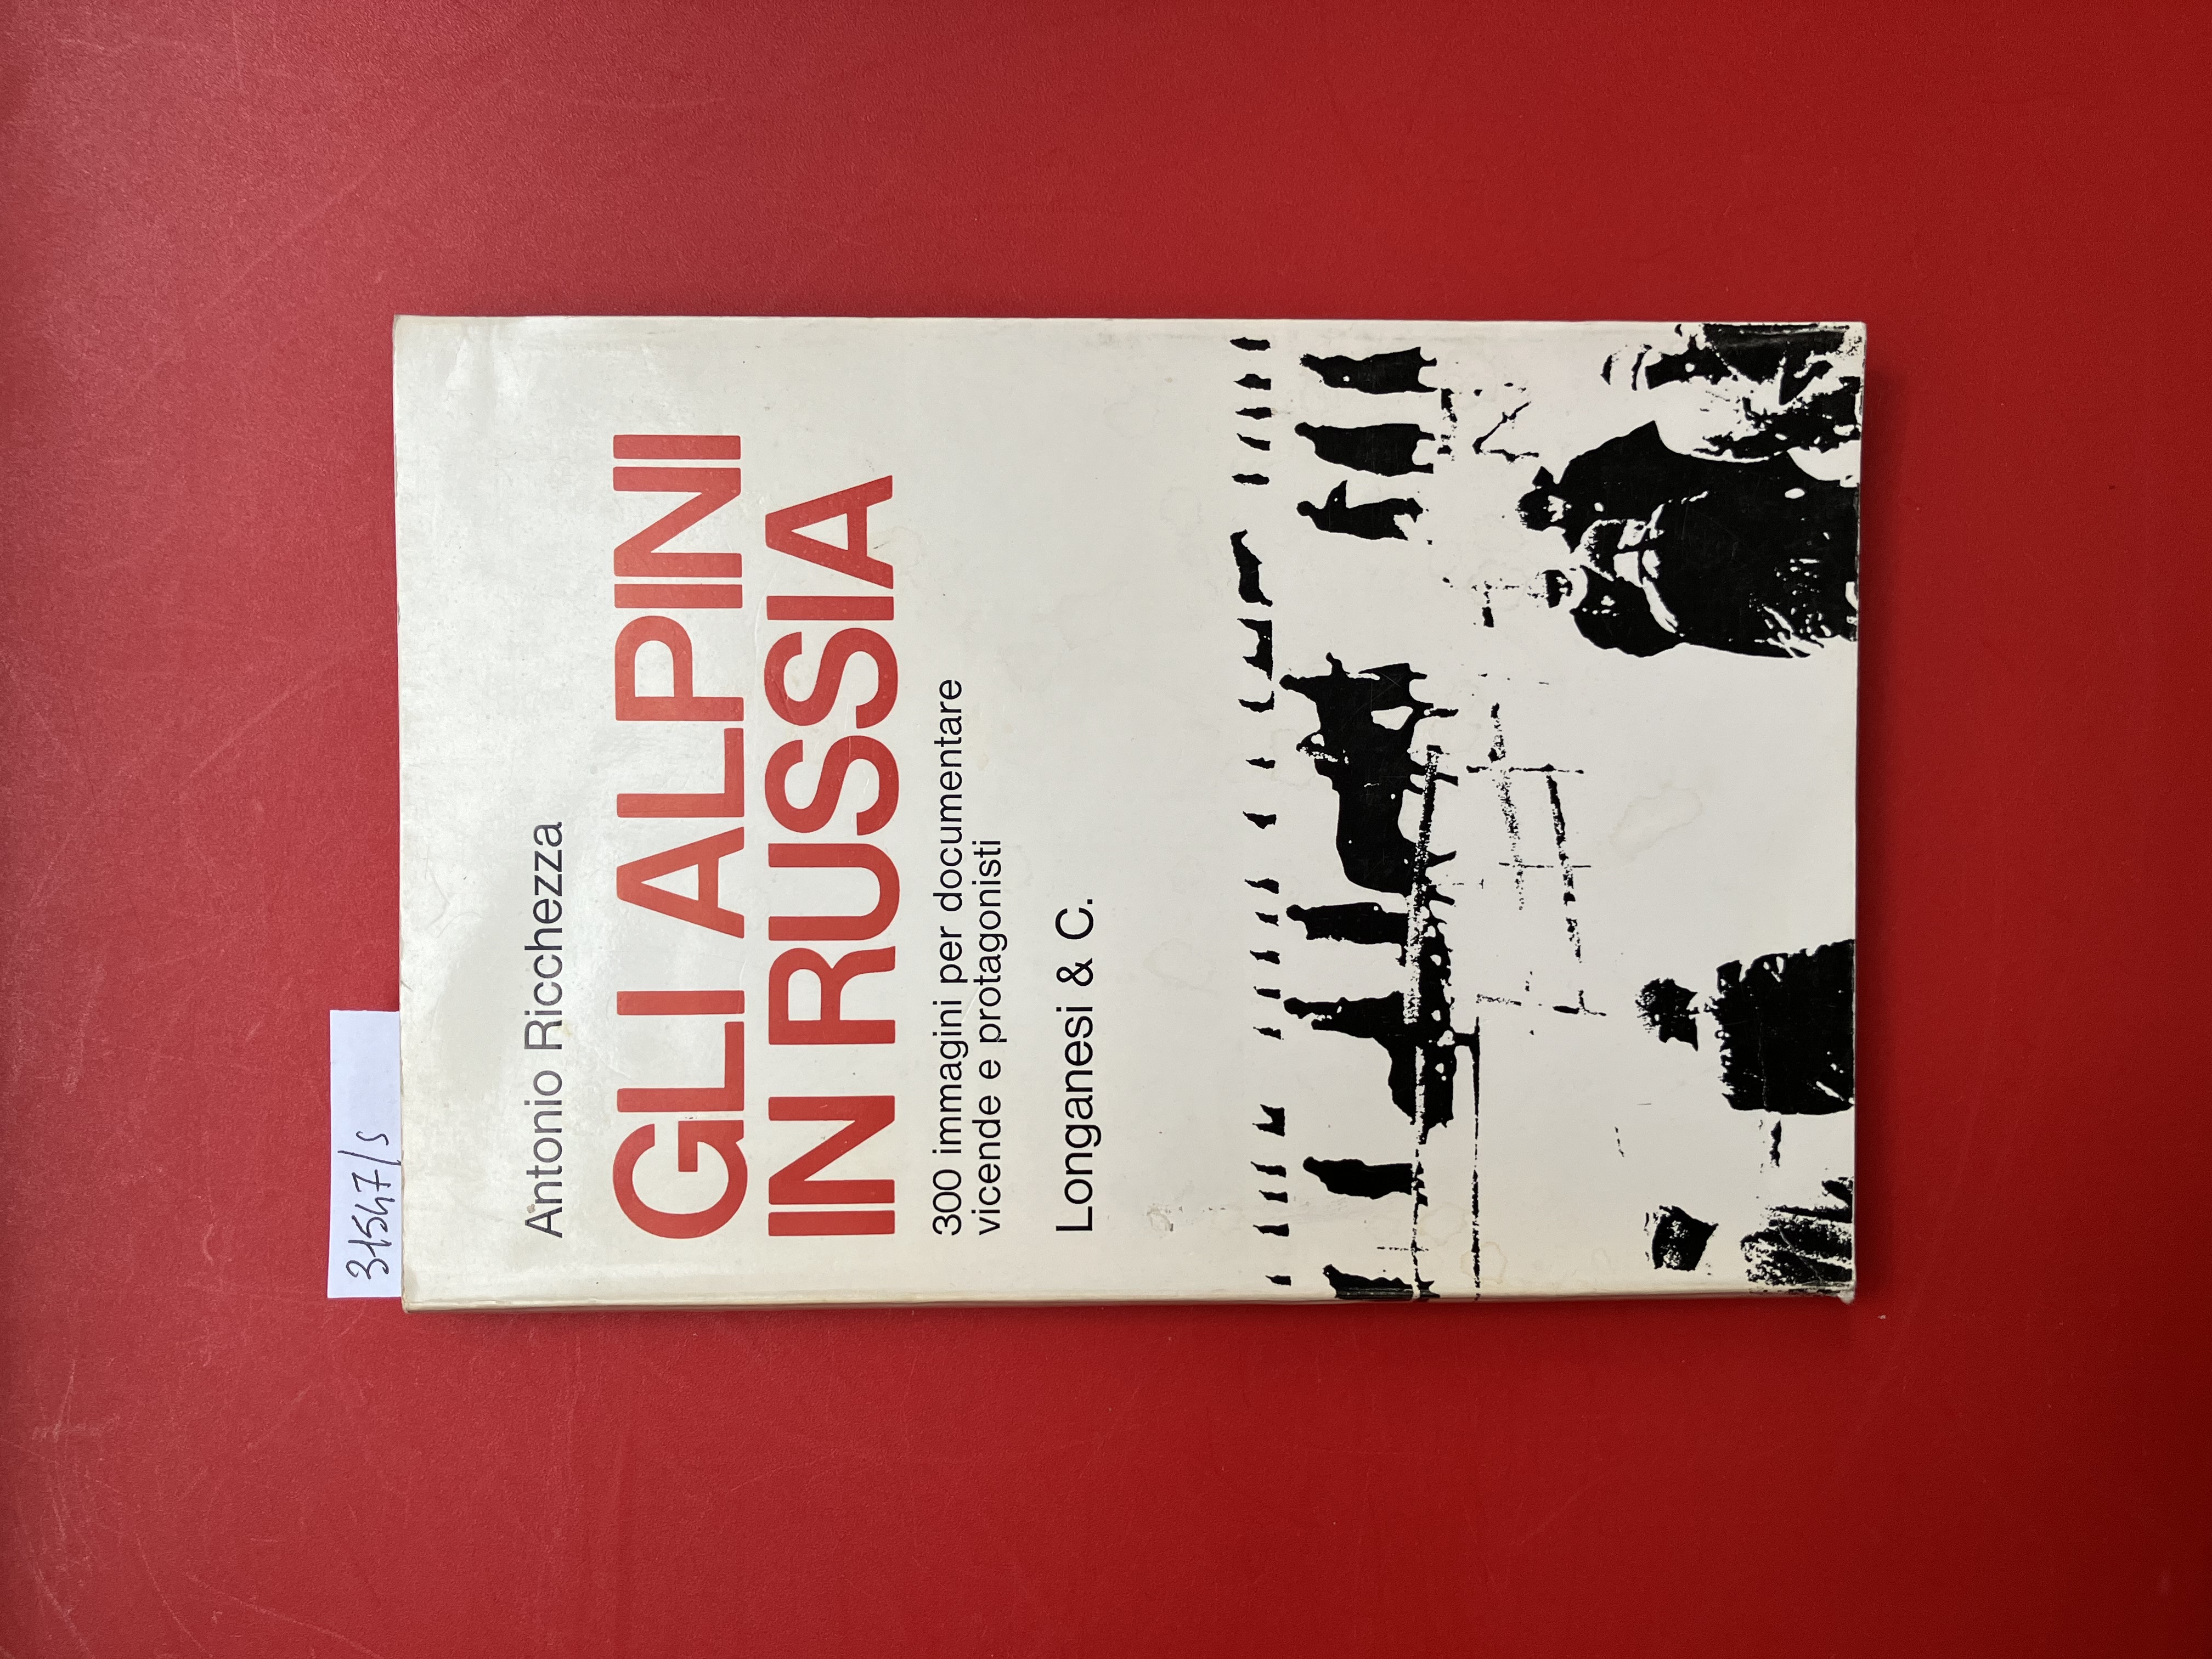 31547/s
Antonio Ricchezza
GLI ALPINI
IN RUSSIA
300 immagini per documentare
vicende e protagonisti
Longanesi & C.